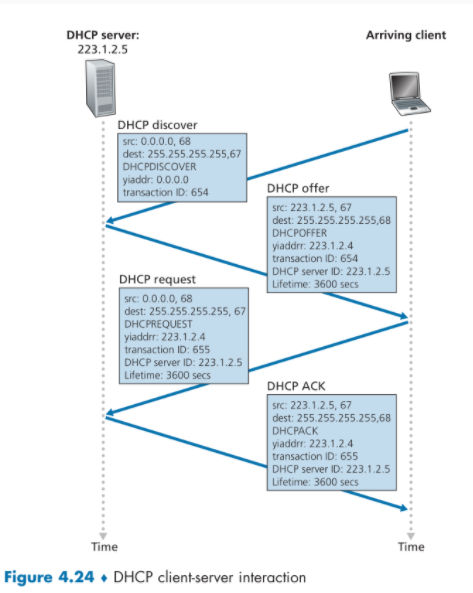 DHCP server:
223.1.2.5
Arriving client
DHCP discover
src: 0.0.0.0, 68
dest: 255.255.255.255,67
DHCPDISCOVER
yiaddr: 0.0.0.0
transaction ID: 654
DHCP offer
src: 223.1.2.5, 67
dest: 255.255.255.255,68
DHCPOFFER
yiaddrr: 223.1.2.4
transaction ID: 654
DHCP server ID: 223.1.2.5
Lifetime: 3600 secs
DHCP request
src: 0.0.0.0, 68
dest: 255.255.255.255, 67
DHCPREQUEST
yiaddrr: 223.1.2.4
transaction ID: 655
DHCP server ID: 223.1.2.5
Lifetime: 3600 secs
DHCP ACK
src: 223.1.2.5, 67
dest: 255.255.255.255,68
DHCPACK
yiaddrr: 223.1.2.4
transaction ID: 655
DHCP server ID: 223.1.2.5
Lifetime: 3600 secs
Time
Time
Figure 4.24 ♦ DHCP client-server interaction